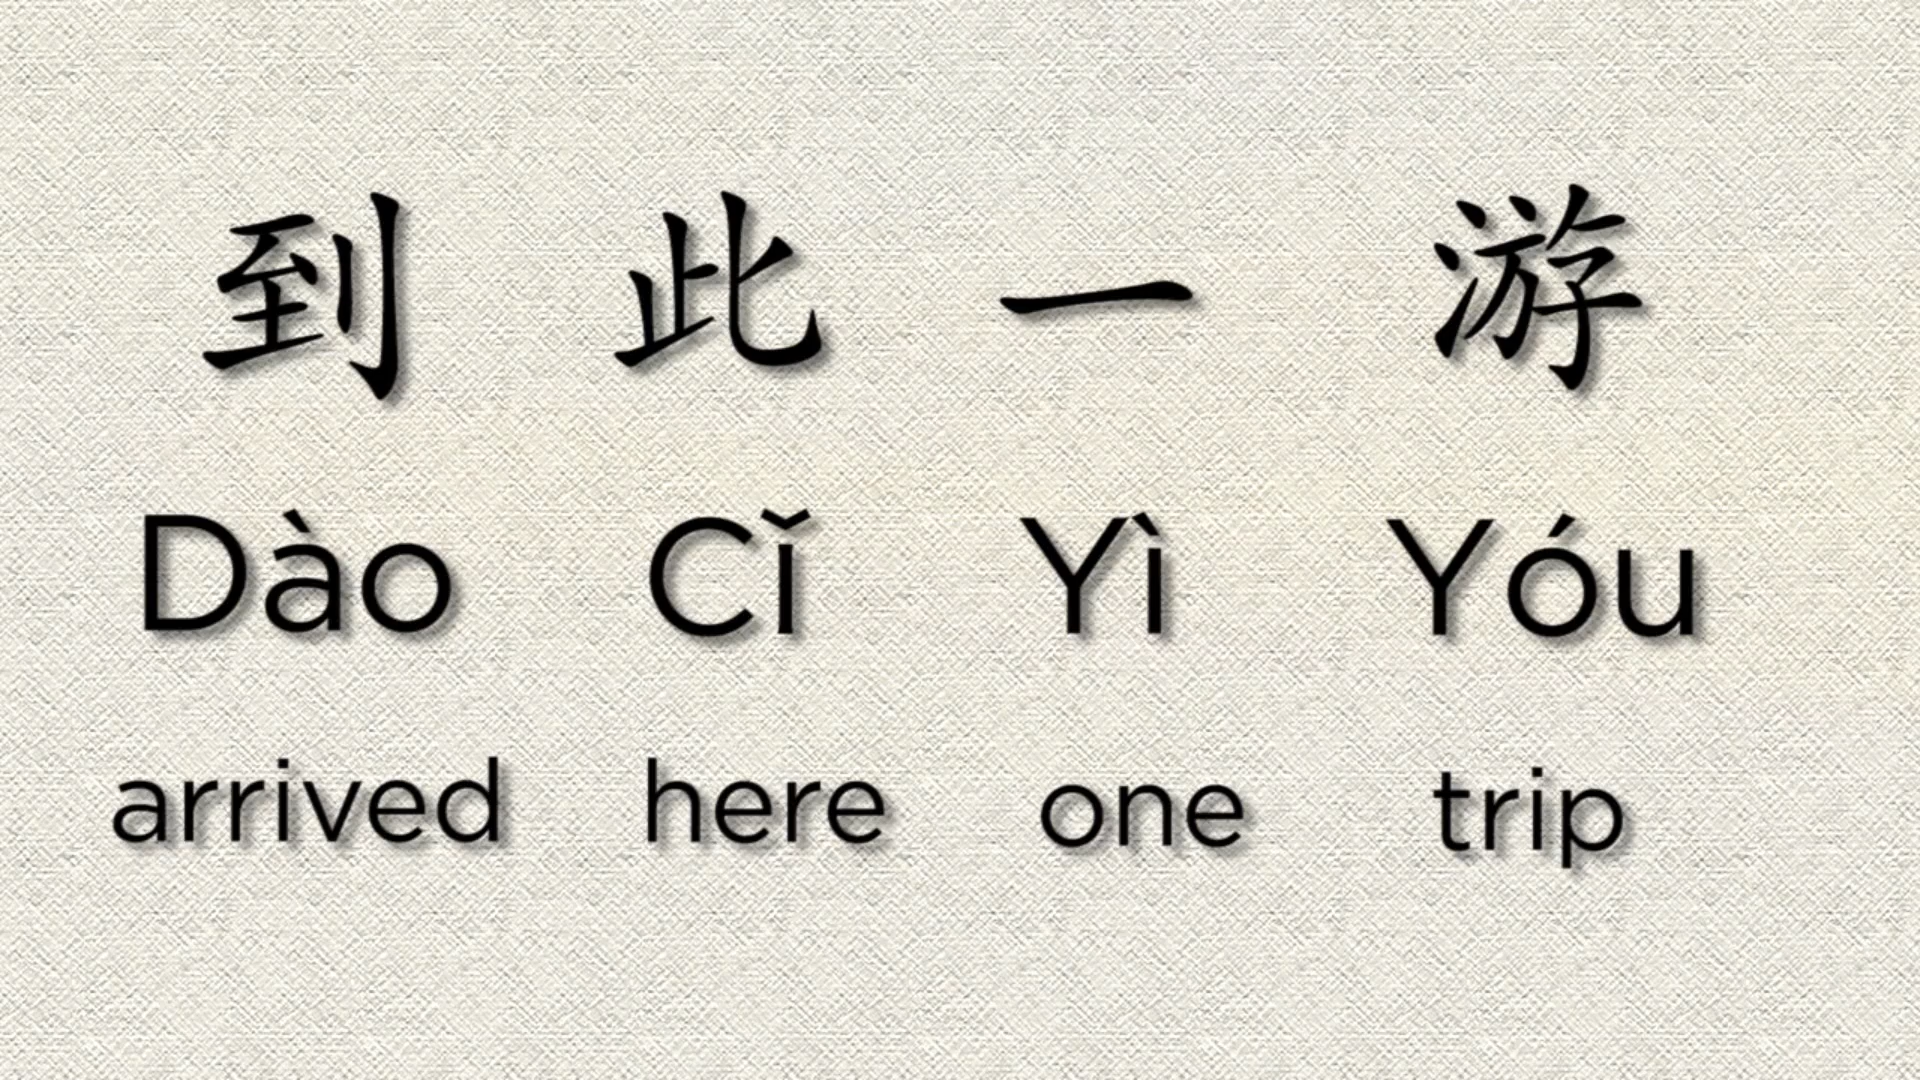 到 此 一 游
Dào Cǐ Yì Yóu
arrived here one trip